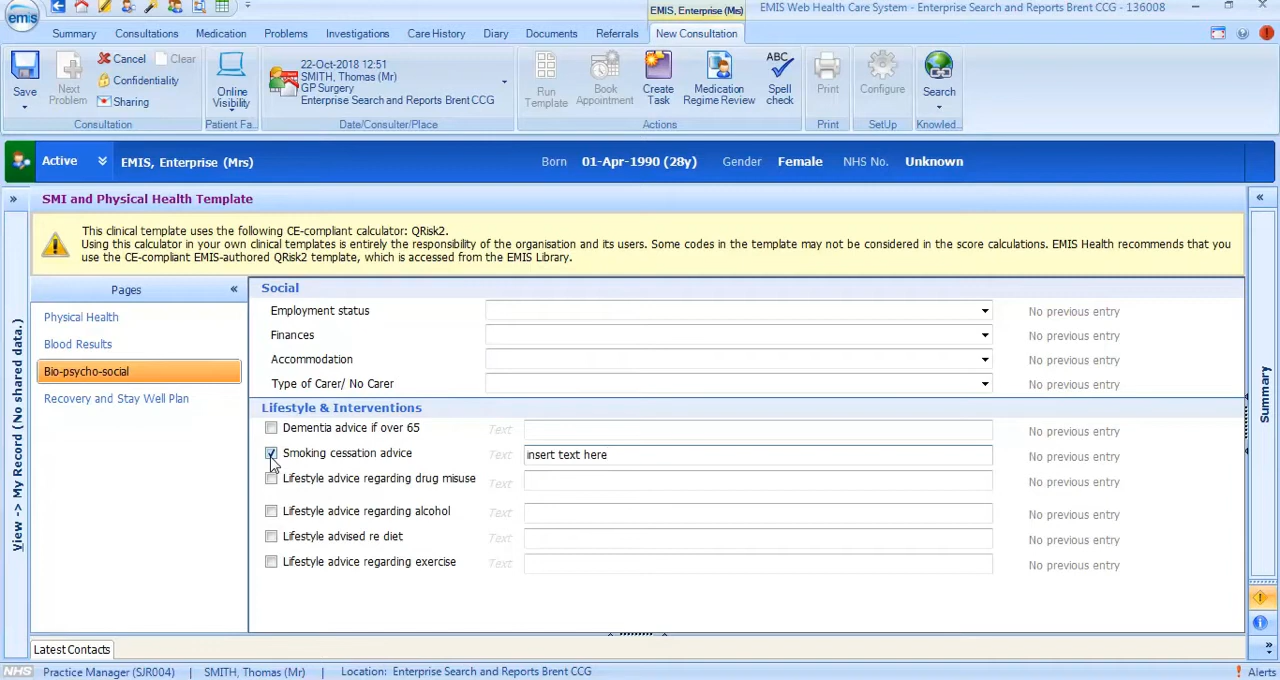 EMIS, Enterprise (Mrs)
EMIS Web Health Care System - Enterprise Search and Reports Brent CCG - 136008
emis
Summary Consultations Medication Problems Investigations Care History Diary Documents Referrals New Consultation
Save
Next Problem
Cancel Clear
Confidentiality
Sharing
Consultation
Online Visibility
Patient Fa...
22-Oct-2018 12:51
SMITH, Thomas (Mr)
GP Surgery
Enterprise Search and Reports Brent CCG
Date/Consulter/Place
Run Template
Book Appointment
Create Task
Medication Regime Review
ABC
Spell check
Actions
Print
Print
Configure
SetUp
Search
Knowled...
Active EMIS, Enterprise (Mrs) Born 01-Apr-1990 (28y) Gender Female NHS No. Unknown
SMI and Physical Health Template
This clinical template uses the following CE-compliant calculator: QRisk2.
Using this calculator in your own clinical templates is entirely the responsibility of the organisation and its users. Some codes in the template may not be considered in the score calculations. EMIS Health recommends that you
use the CE-compliant EMIS-authored QRisk2 template, which is accessed from the EMIS Library.
View -> My Record (No shared data.)
Pages
Physical Health
Blood Results
Bio-psycho-social
Recovery and Stay Well Plan
Social
Employment status No previous entry
Finances No previous entry
Accommodation No previous entry
Type of Carer/ No Carer No previous entry
Lifestyle & Interventions
Dementia advice if over 65 Text No previous entry
Smoking cessation advice Text insert text here No previous entry
Lifestyle advice regarding drug misuse Text No previous entry
Lifestyle advice regarding alcohol Text No previous entry
Lifestyle advised re diet Text No previous entry
Lifestyle advice regarding exercise Text No previous entry
Summary
Latest Contacts
NHS Practice Manager (SJR004) | SMITH, Thomas (Mr) | Location: Enterprise Search and Reports Brent CCG Alerts